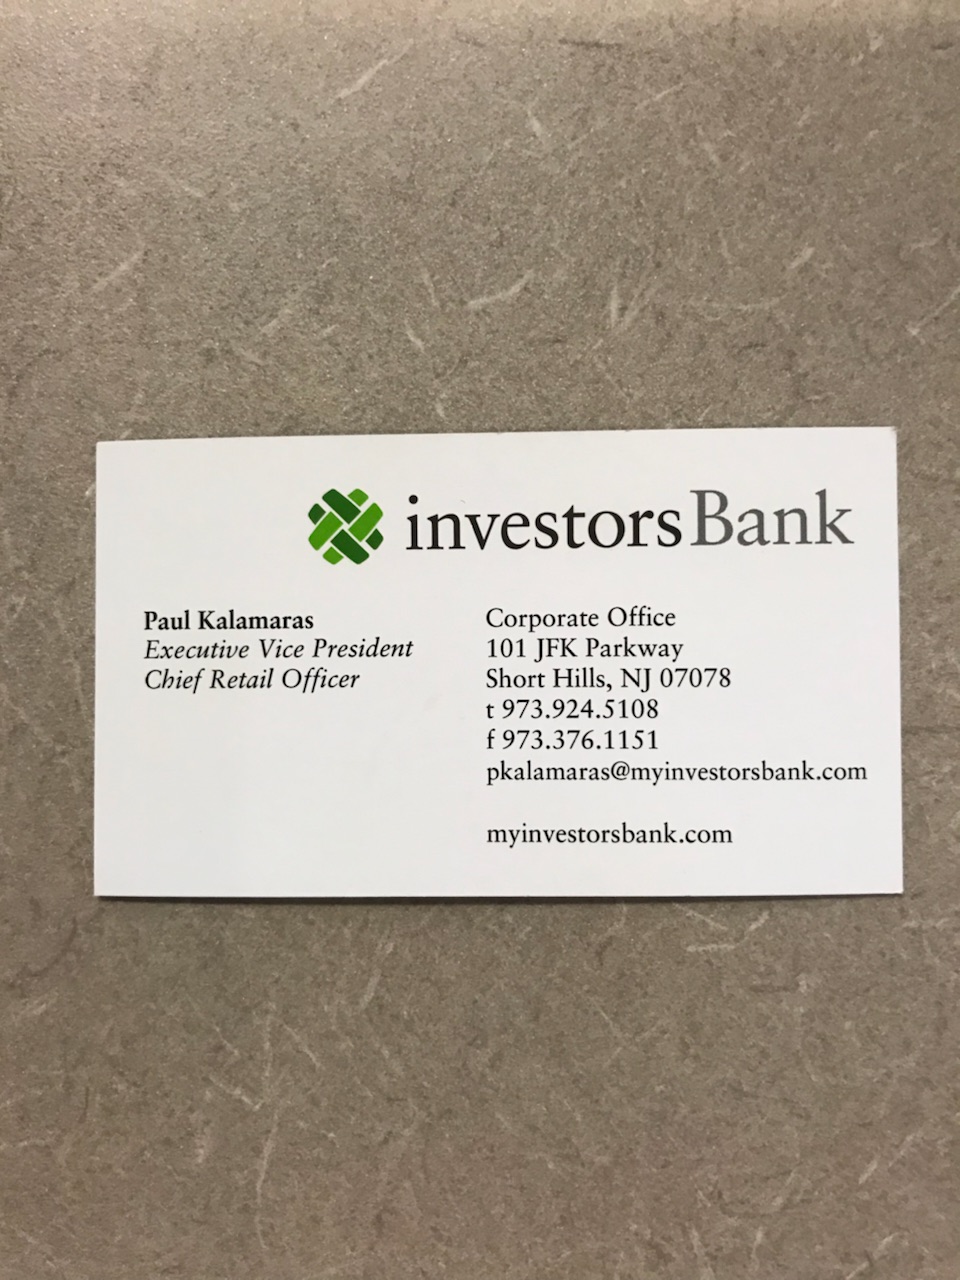 investorsBank
Paul Kalamaras
Executive Vice President
Chief Retail Officer
Corporate Office
101 JFK Parkway
Short Hills, NJ 07078
t 973.924.5108
f 973.376.1151
pkalamaras@myinvestorsbank.com
myinvestorsbank.com